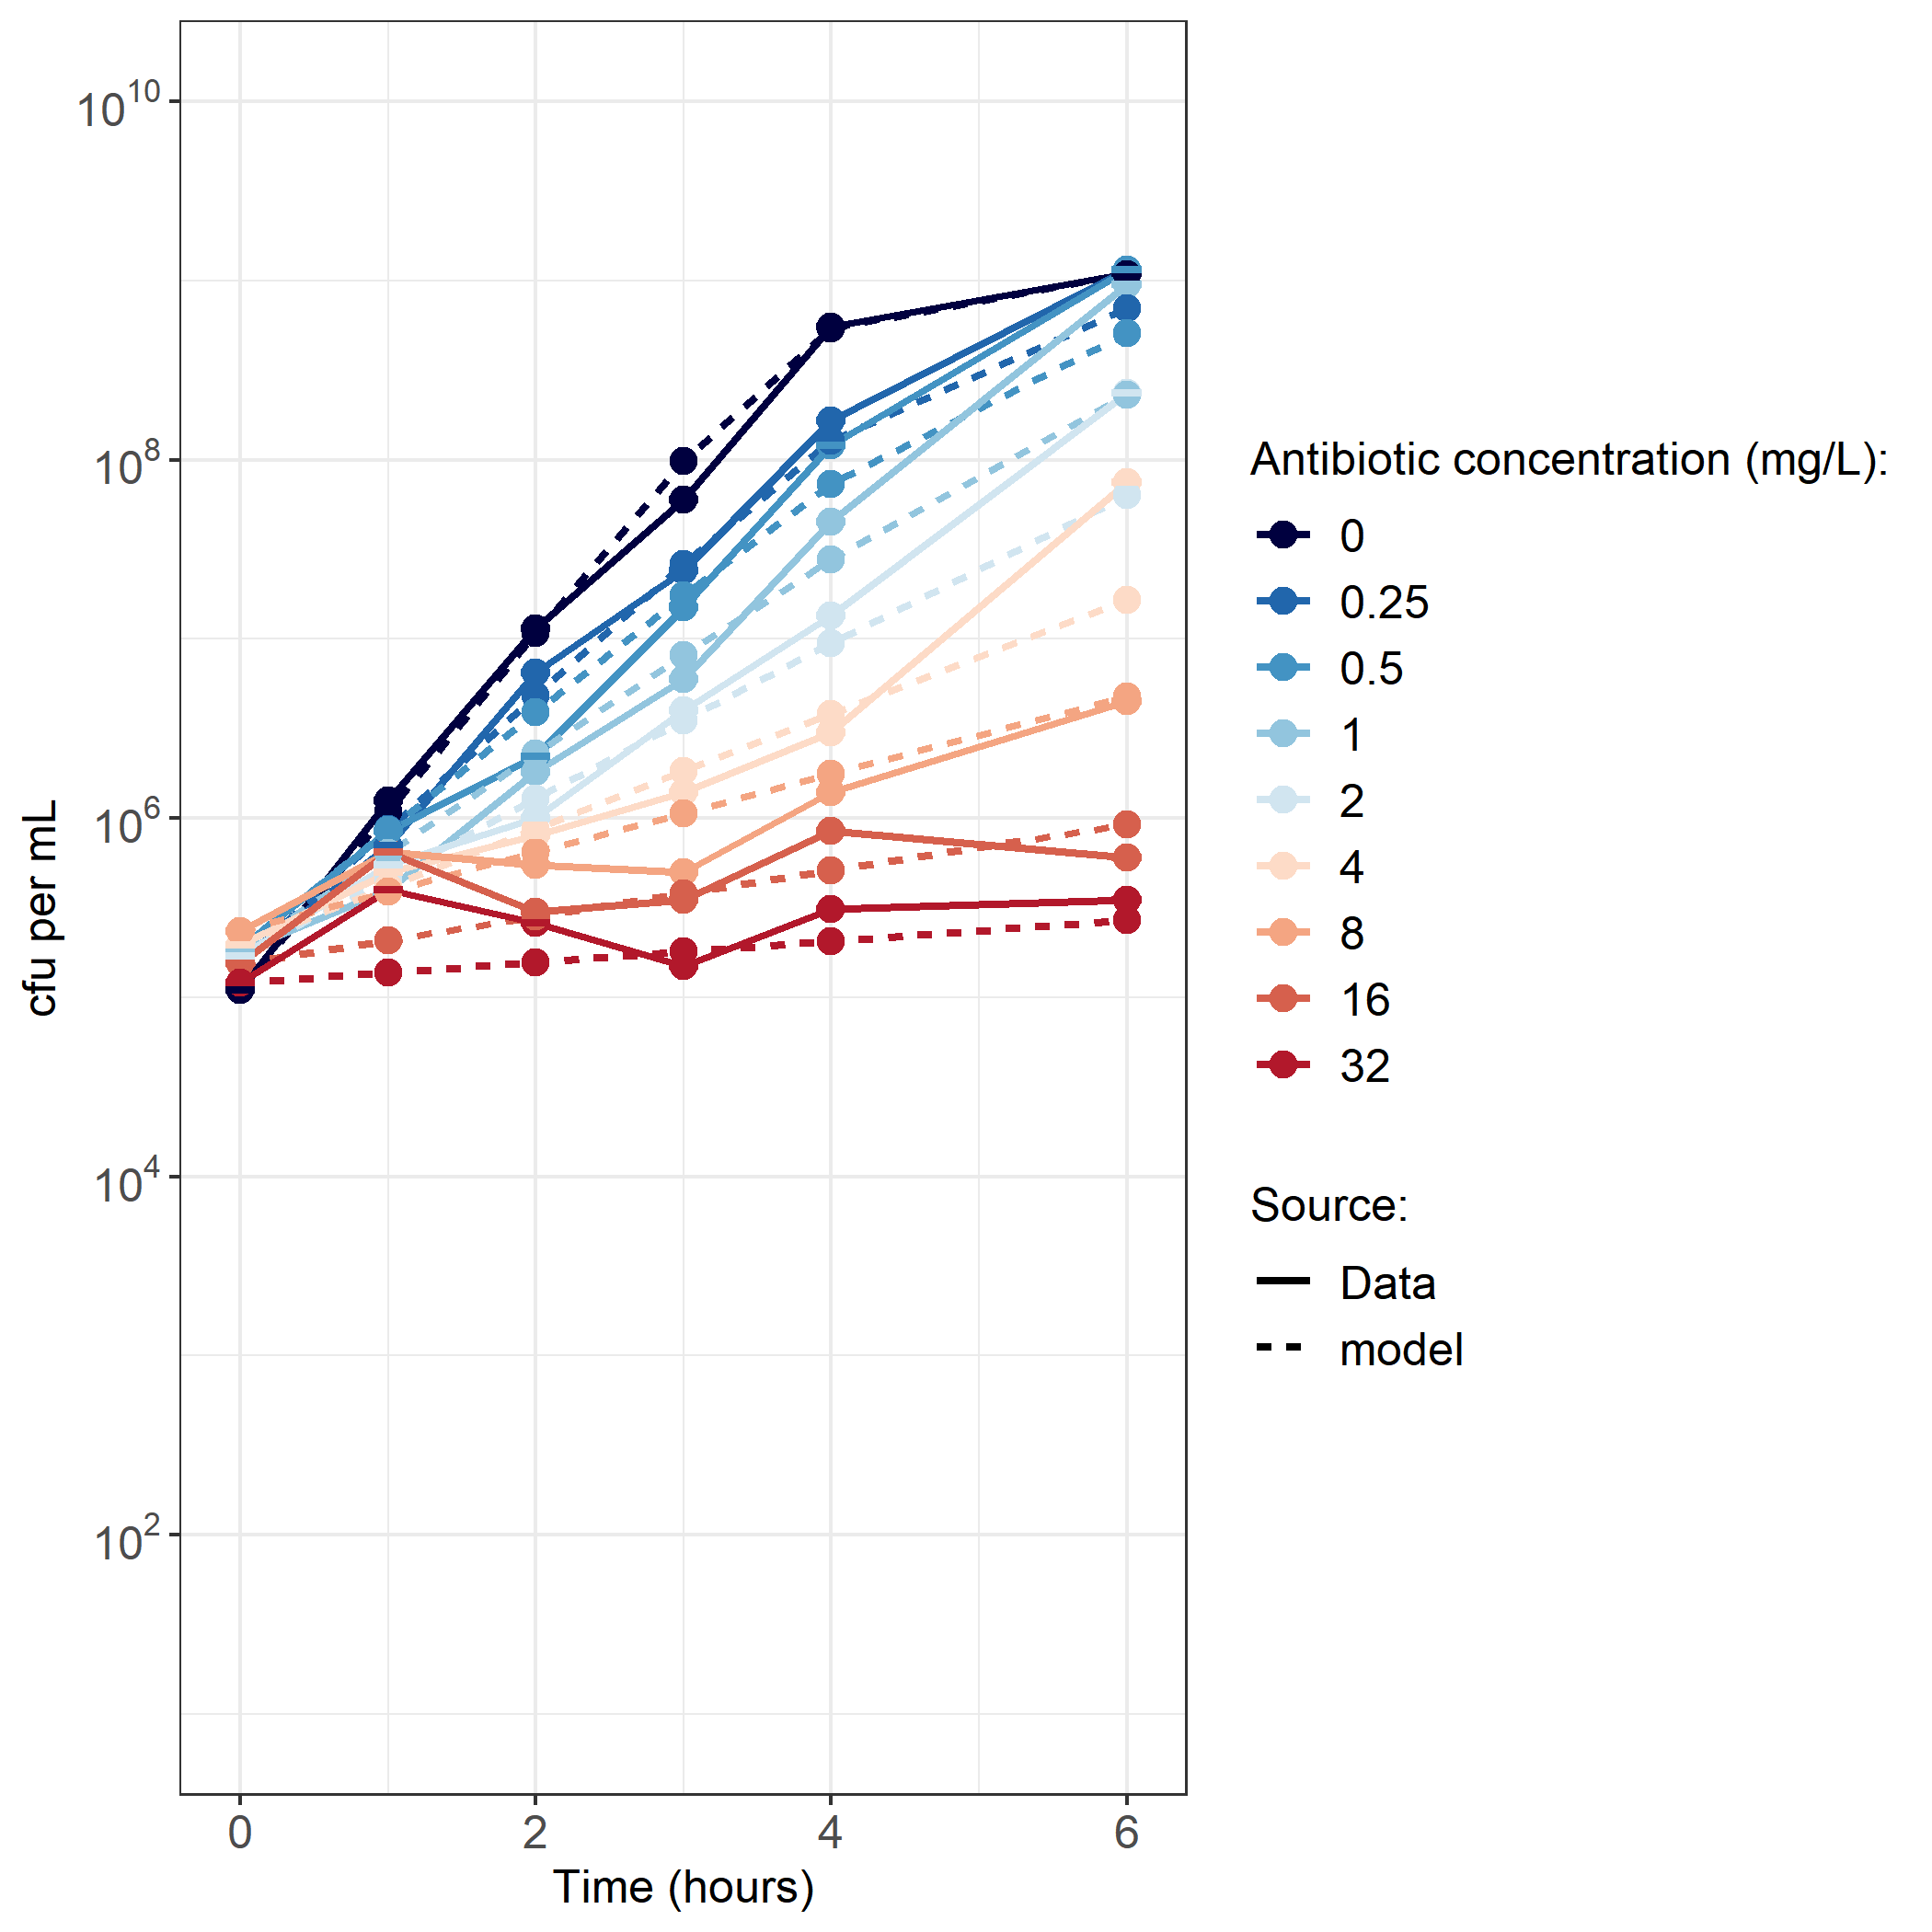 10^10
10^8
10^6
10^4
10^2
cfu per mL
0 2 4 6
Time (hours)
Antibiotic concentration (mg/L):
0
0.25
0.5
1
2
4
8
16
32
Source:
Data
model